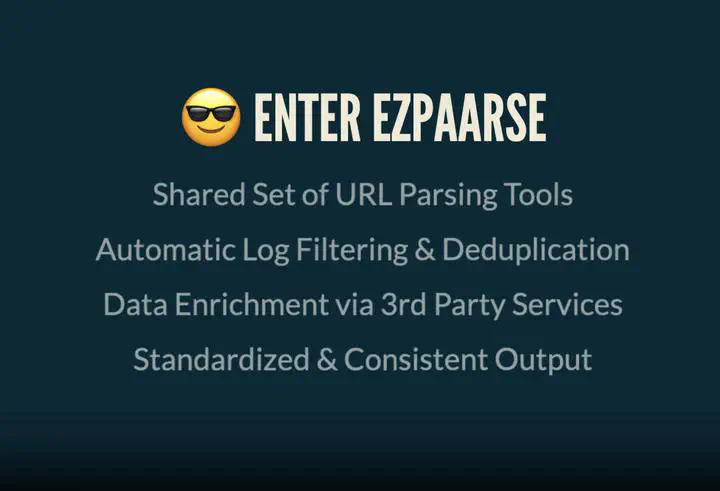 😎 ENTER EZPAARSE
Shared Set of URL Parsing Tools
Automatic Log Filtering & Deduplication
Data Enrichment via 3rd Party Services
Standardized & Consistent Output